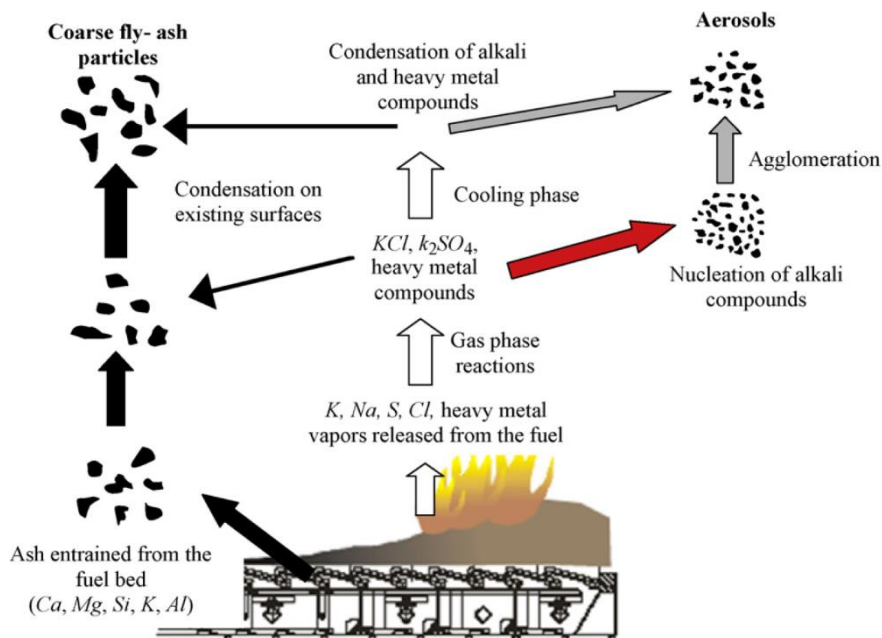 Coarse fly- ash
particles
Condensation of alkali
and heavy metal
compounds
Aerosols
Agglomeration
Condensation on
existing surfaces
Cooling phase
KCl, k₂SO₄,
heavy metal
compounds
Nucleation of alkali
compounds
Gas phase
reactions
K, Na, S, Cl, heavy metal
vapors released from the fuel
Ash entrained from the
fuel bed
(Ca, Mg, Si, K, Al)